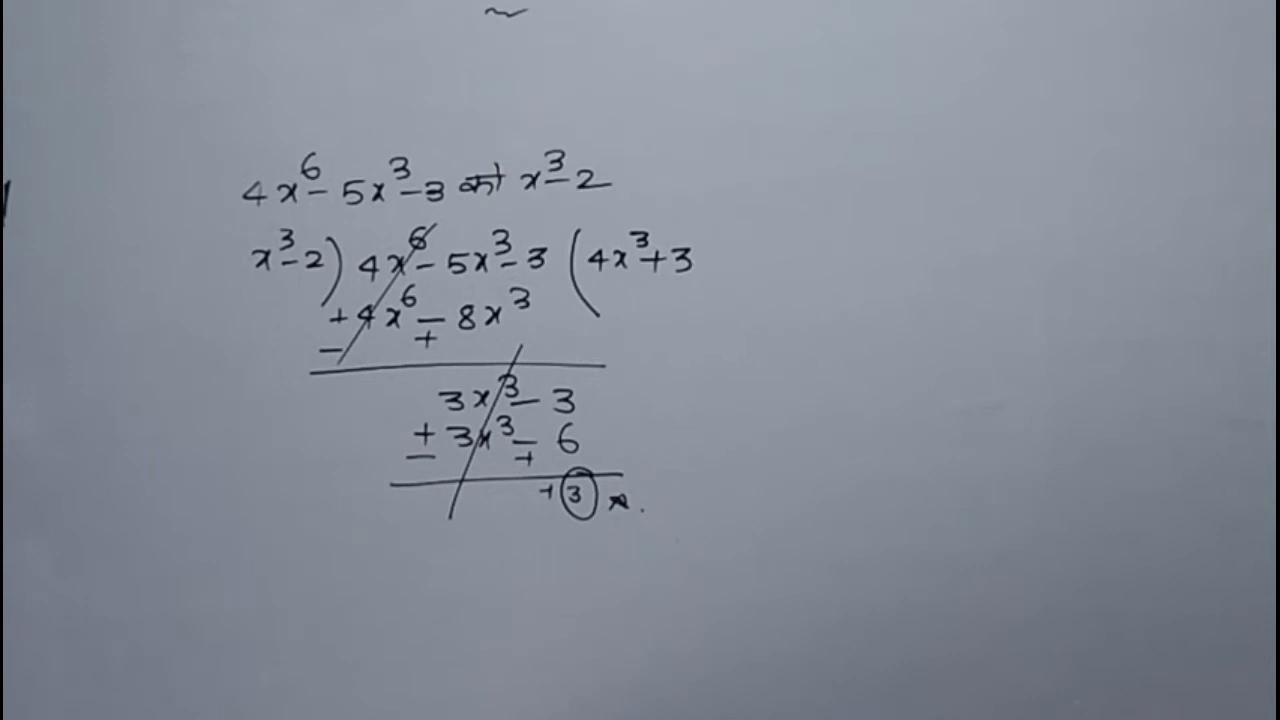 4x⁶ - 5x³ - 3 को x³ - 2
x³ - 2 ) 4x⁶ - 5x³ - 3 ( 4x³ + 3
+ 4x⁶ - 8x³
- +
3x³ - 3
+ 3x³ - 6
- +
+ 3